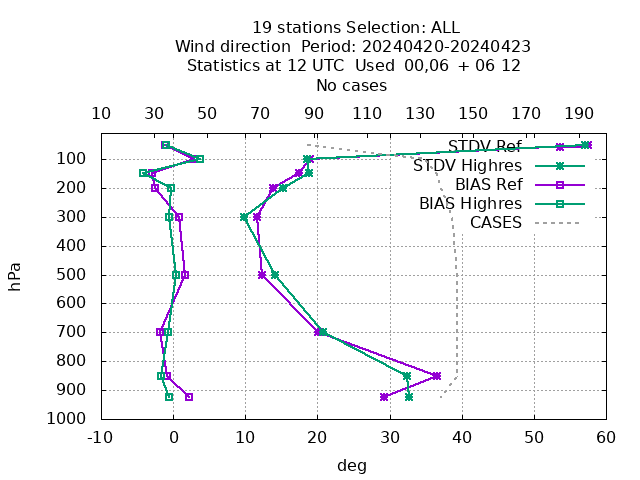 19 stations Selection: ALL
Wind direction  Period: 20240420-20240423
Statistics at 12 UTC  Used  00,06  + 06 12
No cases
10 30 50 70 90 110 130 150 170 190
STDV Ref
STDV Highres
BIAS Ref
BIAS Highres
CASES
100
200
300
400
500
600
700
800
900
1000
hPa
-10 0 10 20 30 40 50 60
deg